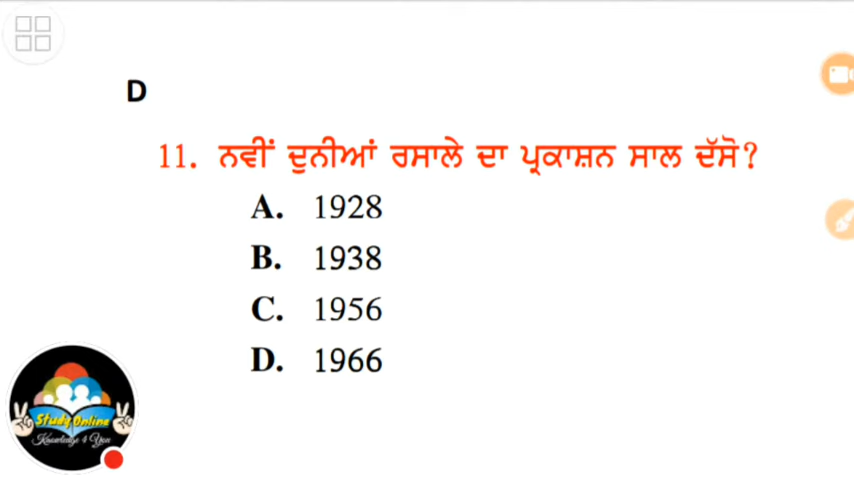 D
11. ਨਵੀਂ ਦੁਨੀਆਂ ਰਸਾਲੇ ਦਾ ਪ੍ਰਕਾਸ਼ਨ ਸਾਲ ਦੱਸੋ?
A. 1928
B. 1938
C. 1956
D. 1966
Study Online
Knowledge 4 You